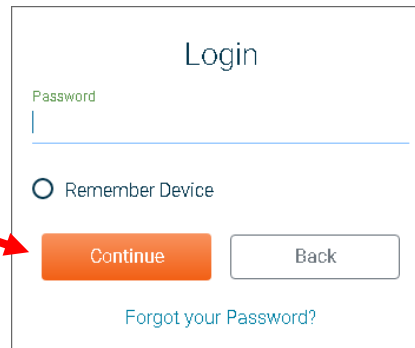 Login
Password
Remember Device
Continue Back
Forgot your Password?